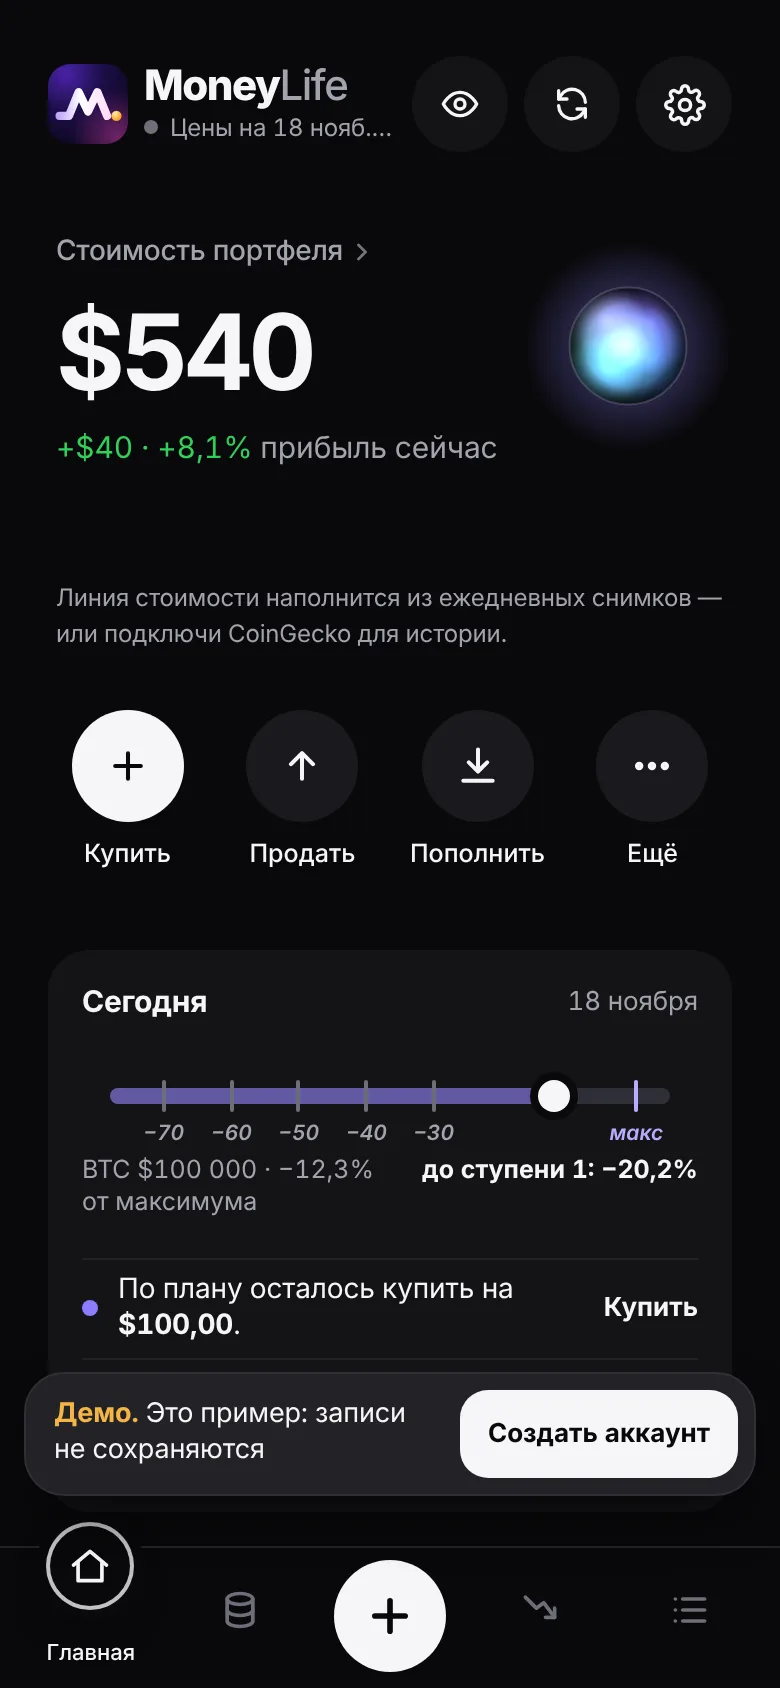 MoneyLife
Цены на 18 нояб....
Стоимость портфеля
$540
+$40 · +8,1% прибыль сейчас
Линия стоимости наполнится из ежедневных снимков —
или подключи CoinGecko для истории.
Купить
Продать
Пополнить
Ещё
Сегодня
18 ноября
−70 −60 −50 −40 −30 макс
BTC $100 000 · −12,3%
от максимума
до ступени 1: −20,2%
По плану осталось купить на
$100,00.
Купить
Демо. Это пример: записи
не сохраняются
Создать аккаунт
Главная